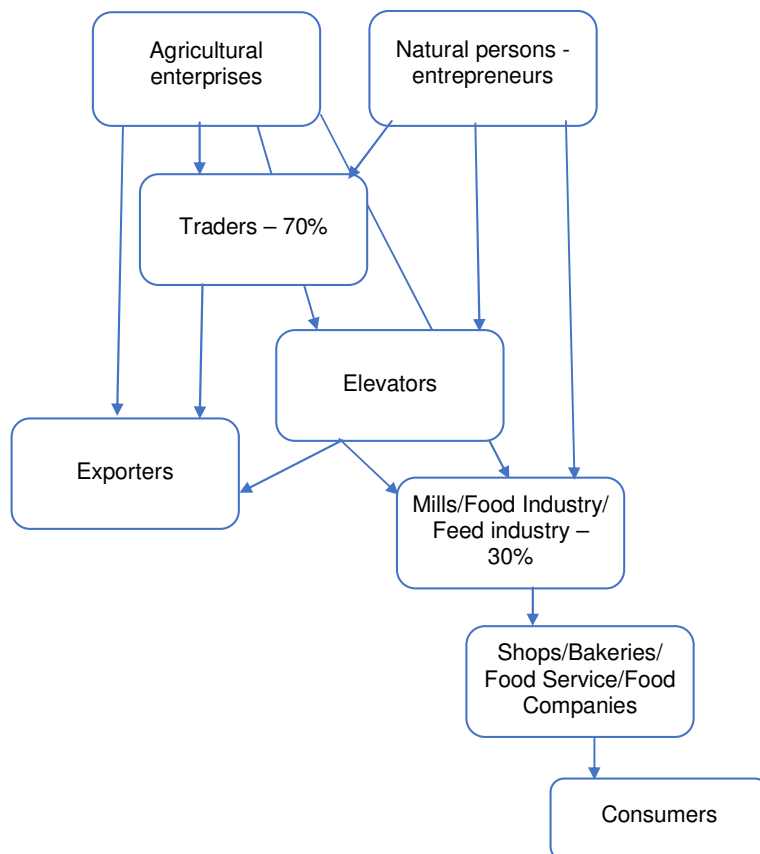 Agricultural
enterprises
Natural persons -
entrepreneurs
Traders – 70%
Elevators
Exporters
Mills/Food Industry/
Feed industry –
30%
Shops/Bakeries/
Food Service/Food
Companies
Consumers